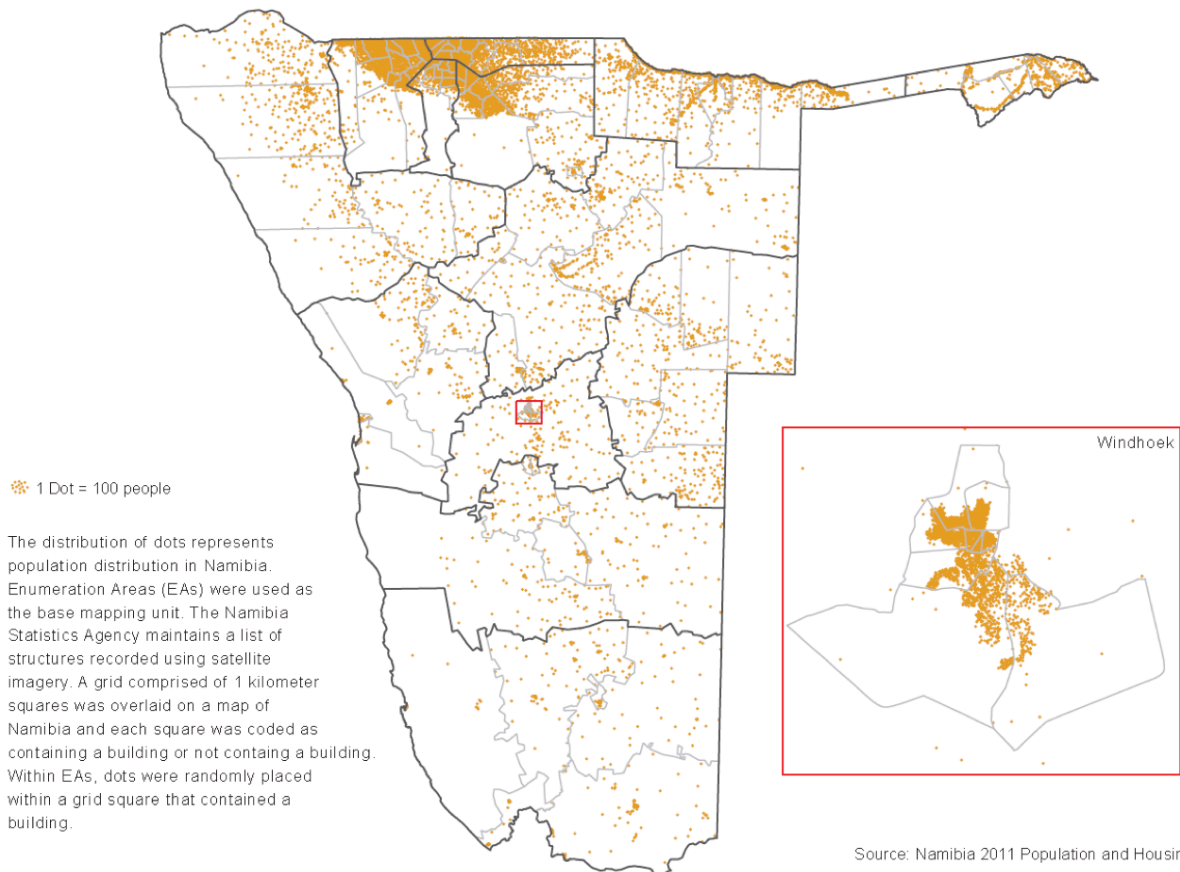 Windhoek
1 Dot = 100 people
The distribution of dots represents
population distribution in Namibia.
Enumeration Areas (EAs) were used as
the base mapping unit. The Namibia
Statistics Agency maintains a list of
structures recorded using satellite
imagery. A grid comprised of 1 kilometer
squares was overlaid on a map of
Namibia and each square was coded as
containing a building or not containg a building.
Within EAs, dots were randomly placed
within a grid square that contained a
building.
Source: Namibia 2011 Population and Housin